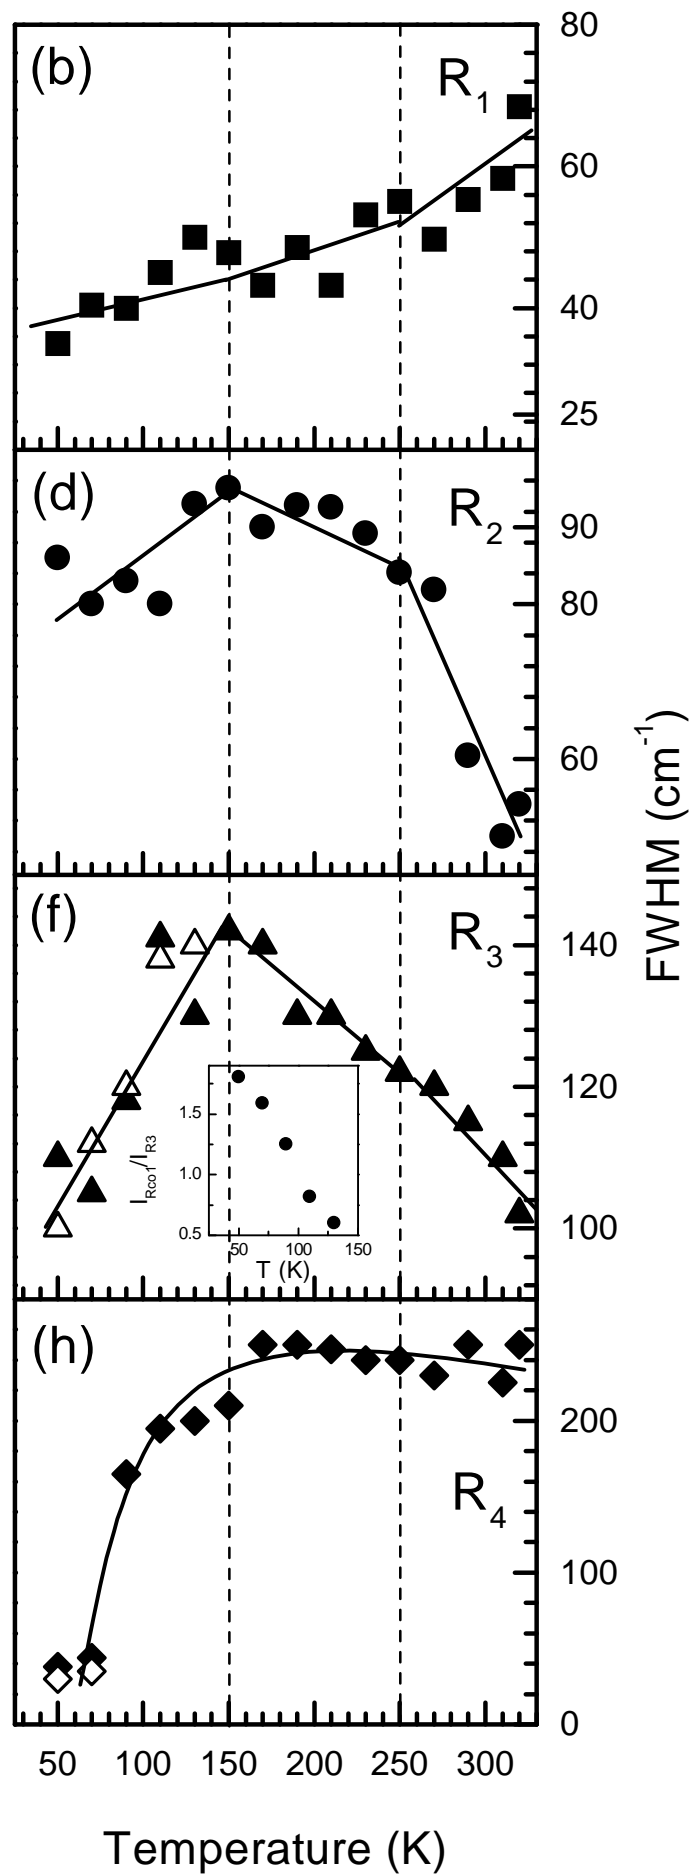 80
(b)
R1
60
40
25
(d)
R2
90
80
60
FWHM (cm-1)
(f)
R3
140
120
1.5
1.0
0.5
IRco1/IR3
50 100 150
T (K)
100
(h)
200
R4
100
0
50 100 150 200 250 300
Temperature (K)